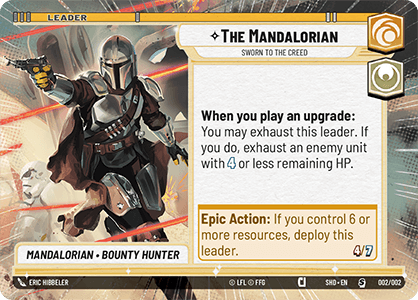 LEADER
THE MANDALORIAN
SWORN TO THE CREED
When you play an upgrade:
You may exhaust this leader. If
you do, exhaust an enemy unit
with 4 or less remaining HP.
Epic Action: If you control 6 or
more resources, deploy this
leader.
4/7
MANDALORIAN • BOUNTY HUNTER
ERIC HIBBELER
© LFL © FFG
SHD • EN
S
002/002